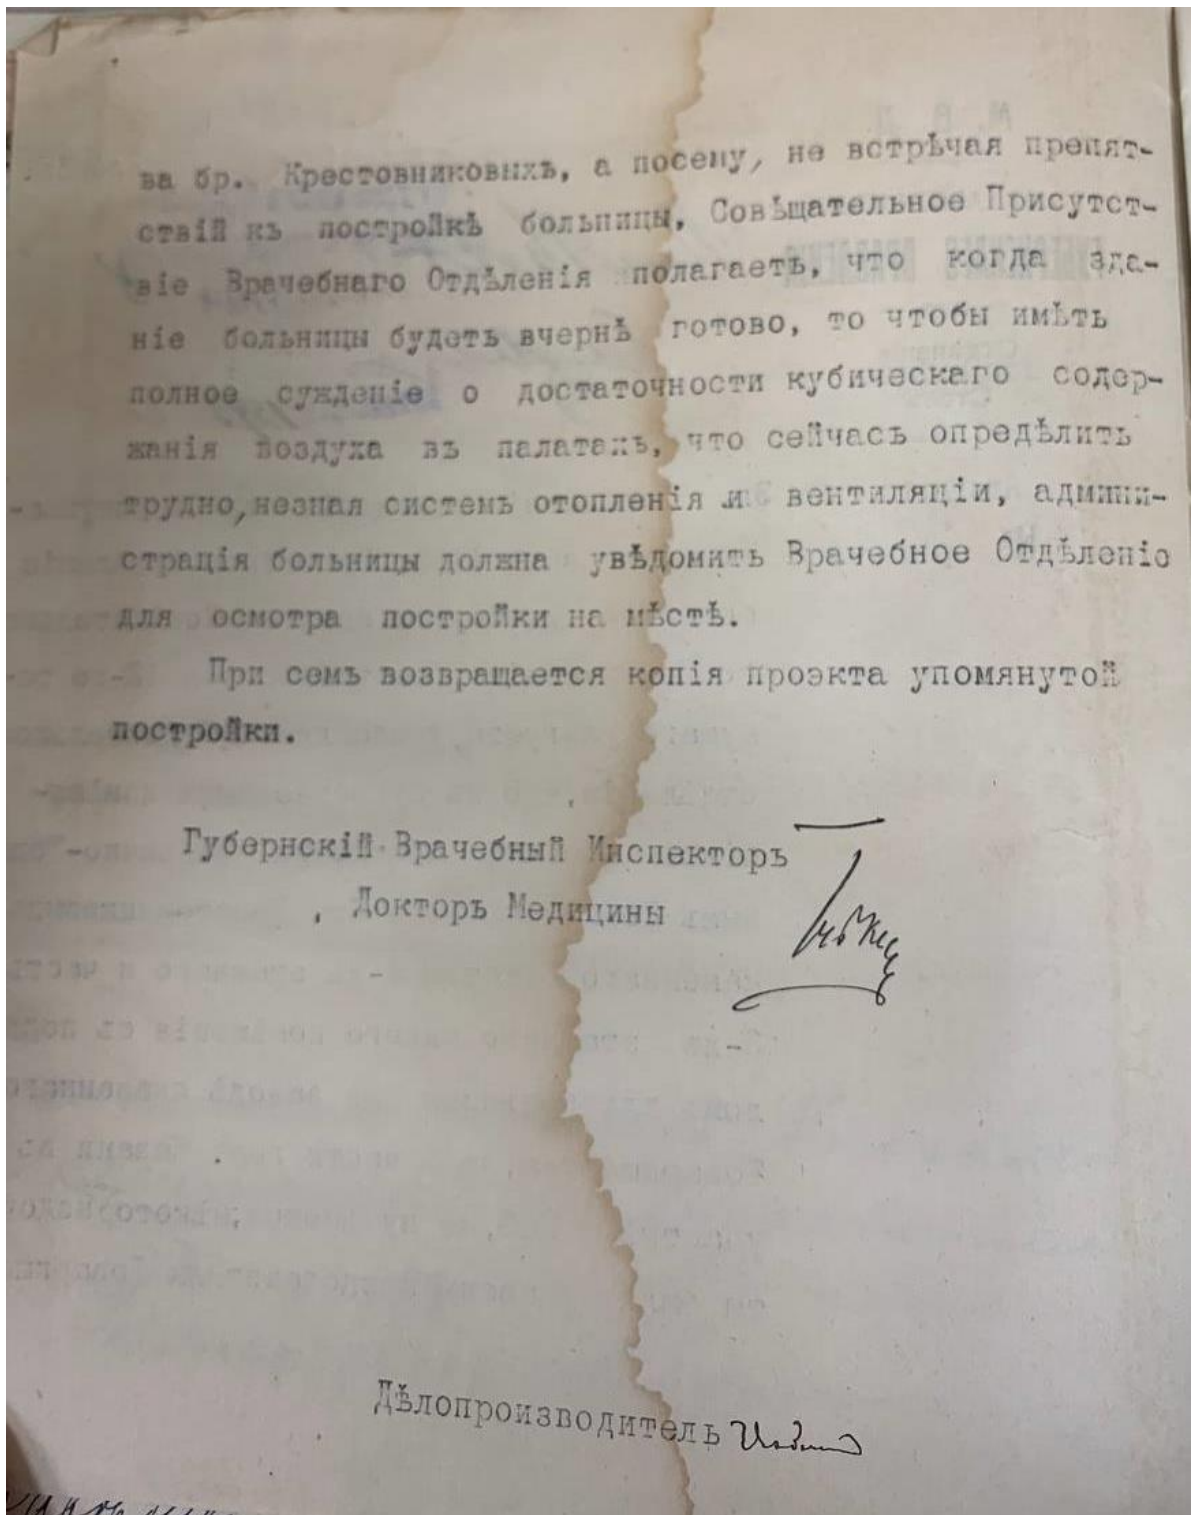 ва бр. Крестовниковыхъ, а посему, не встрѣчая препят-
ствій къ постройкѣ больницы, Совѣщательное Присутст-
віе Врачебнаго Отдѣленія полагаетъ, что когда зда-
ніе больницы будетъ вчернѣ готово, то чтобы имѣть
полное сужденіе о достаточности кубическаго содер-
жанія воздуха въ палатахъ, что сейчасъ опредѣлить
трудно, незная системъ отопленія и вентиляціи, админи-
страція больницы должна увѣдомить Врачебное Отдѣленіе
для осмотра постройки на мѣстѣ.
При семъ возвращается копія проэкта упомянутой
постройки.
Губернскій Врачебный Инспекторъ
Докторъ Медицины
Дѣлопроизводитель